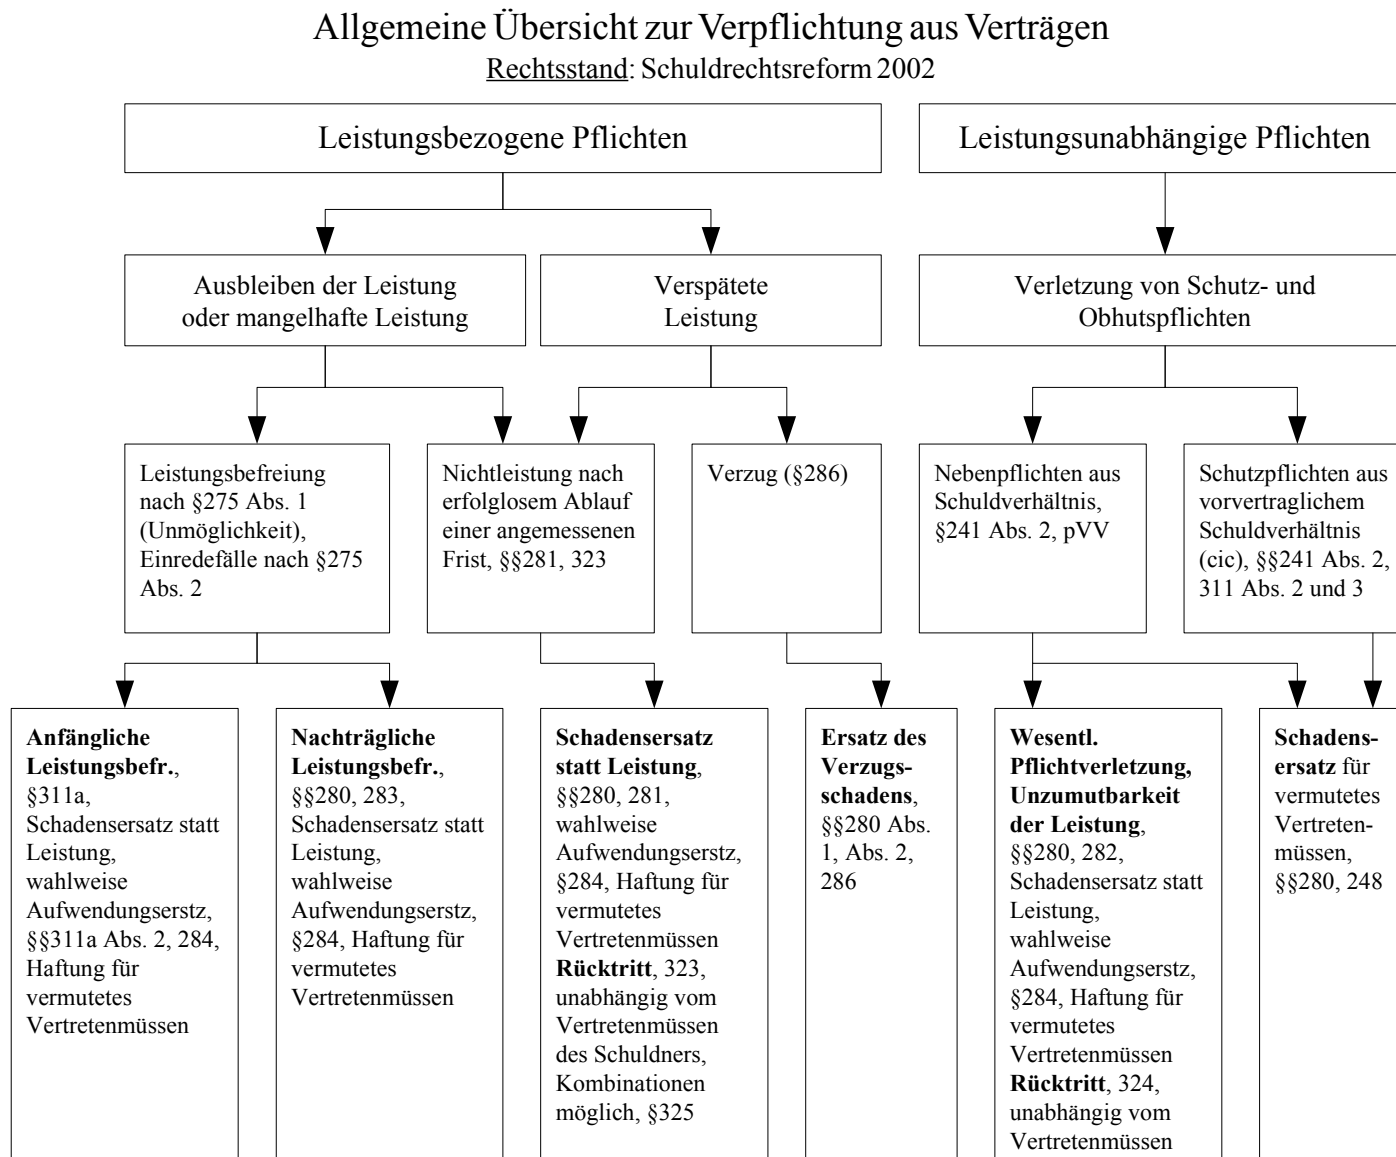 Allgemeine Übersicht zur Verpflichtung aus Verträgen
Rechtsstand: Schuldrechtsreform 2002
Leistungsbezogene Pflichten
Leistungsunabhängige Pflichten
Ausbleiben der Leistung
oder mangelhafte Leistung
Verspätete
Leistung
Verletzung von Schutz- und
Obhutspflichten
Leistungsbefreiung
nach §275 Abs. 1
(Unmöglichkeit),
Einredefälle nach §275
Abs. 2
Nichtleistung nach
erfolglosem Ablauf
einer angemessenen
Frist, §§281, 323
Verzug (§286)
Nebenpflichten aus
Schuldverhältnis,
§241 Abs. 2, pVV
Schutzpflichten aus
vorvertraglichem
Schuldverhältnis
(cic), §§241 Abs. 2,
311 Abs. 2 und 3
Anfängliche
Leistungsbefr.,
§311a,
Schadensersatz statt
Leistung,
wahlweise
Aufwendungserstz,
§§311a Abs. 2, 284,
Haftung für
vermutetes
Vertretenmüssen
Nachträgliche
Leistungsbefr.,
§§280, 283,
Schadensersatz statt
Leistung,
wahlweise
Aufwendungserstz,
§284, Haftung für
vermutetes
Vertretenmüssen
Schadensersatz
statt Leistung,
§§280, 281,
wahlweise
Aufwendungserstz,
§284, Haftung für
vermutetes
Vertretenmüssen
Rücktritt, 323,
unabhängig vom
Vertretenmüssen
des Schuldners,
Kombinationen
möglich, §325
Ersatz des
Verzugs-
schadens,
§§280 Abs.
1, Abs. 2,
286
Wesentl.
Pflichtverletzung,
Unzumutbarkeit
der Leistung,
§§280, 282,
Schadensersatz statt
Leistung,
wahlweise
Aufwendungserstz,
§284, Haftung für
vermutetes
Vertretenmüssen
Rücktritt, 324,
unabhängig vom
Vertretenmüssen
Schadens-
ersatz für
vermutetes
Vertreten-
müssen,
§§280, 248